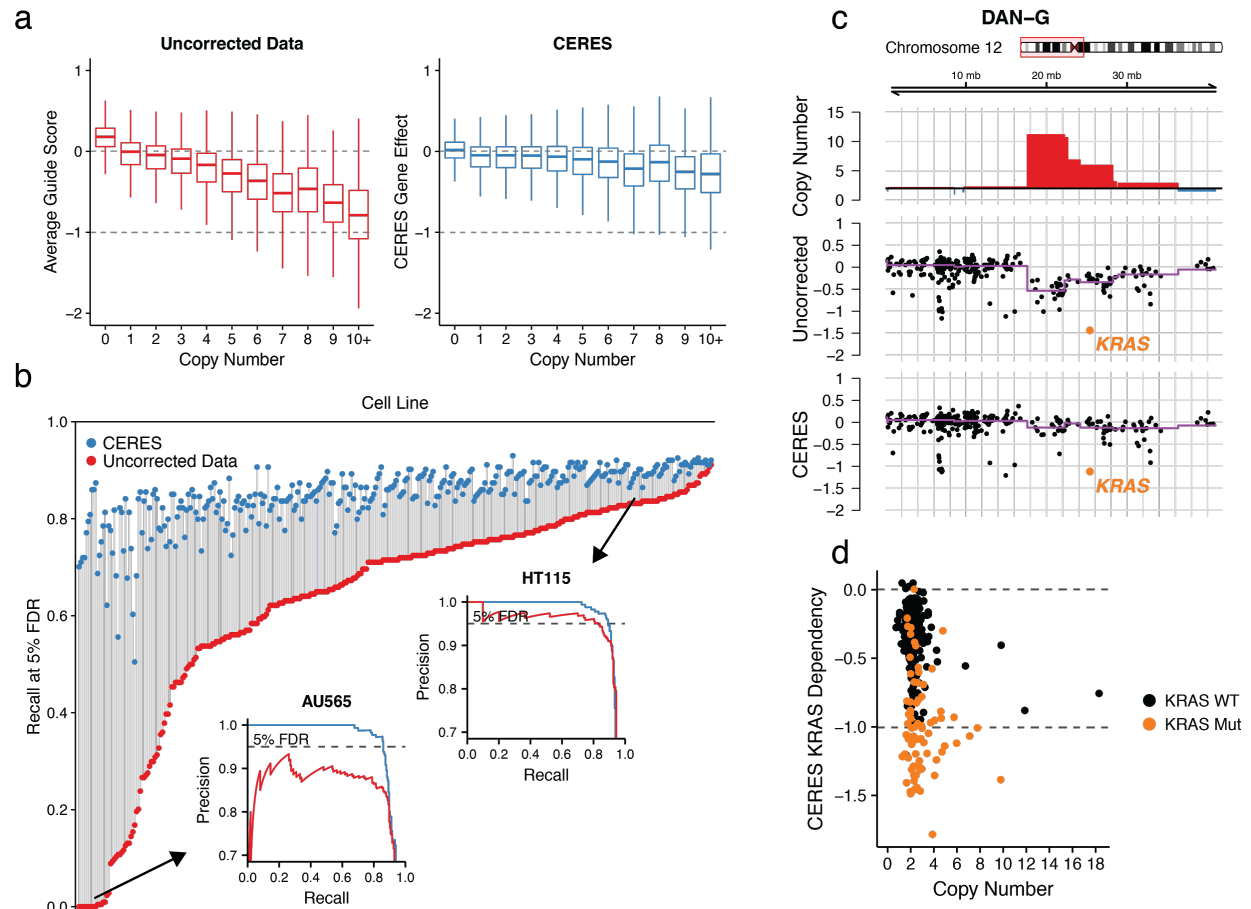 a
Uncorrected Data
CERES
Average Guide Score
1
0
−1
−2
0 1 2 3 4 5 6 7 8 9 10+
Copy Number
CERES Gene Effect
1
0
−1
−2
0 1 2 3 4 5 6 7 8 9 10+
Copy Number
b
Cell Line
Recall at 5% FDR
1.0
0.8
0.6
0.4
0.2
0.0
CERES
Uncorrected Data
AU565
5% FDR
Precision
1.0
0.9
0.8
0.7
0.0 0.2 0.4 0.6 0.8 1.0
Recall
HT115
5% FDR
Precision
1.0
0.9
0.8
0.7
0.0 0.2 0.4 0.6 0.8 1.0
Recall
c
DAN−G
Chromosome 12
10 mb 20 mb 30 mb
Copy Number
15
10
5
0
Uncorrected
1
0.5
0
−0.5
−1
−1.5
−2
KRAS
CERES
1
0.5
0
−0.5
−1
−1.5
−2
KRAS
d
CERES KRAS Dependency
0.0
−0.5
−1.0
−1.5
0 2 4 6 8 10 12 14 16 18
Copy Number
KRAS WT
KRAS Mut